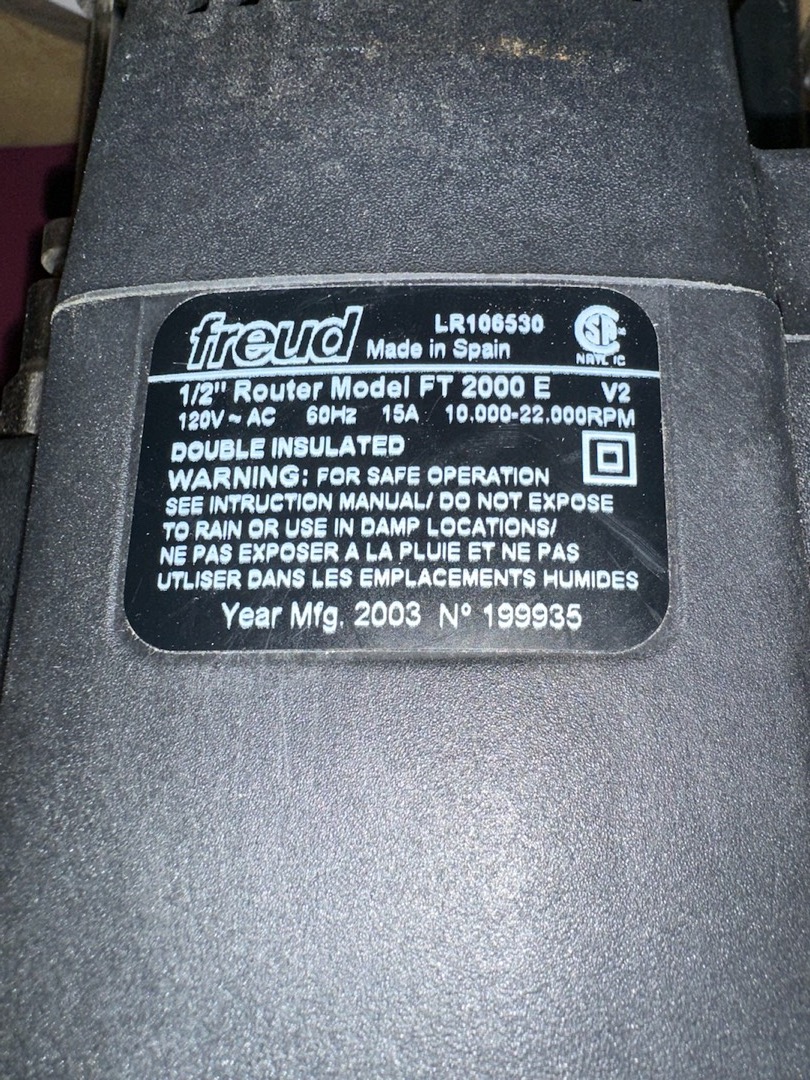 freud LR106530
Made in Spain
NRTL/C
1/2" Router Model FT 2000 E V2
120V ~ AC 60Hz 15A 10.000-22.000RPM
DOUBLE INSULATED
WARNING: FOR SAFE OPERATION
SEE INTRUCTION MANUAL/ DO NOT EXPOSE
TO RAIN OR USE IN DAMP LOCATIONS/
NE PAS EXPOSER A LA PLUIE ET NE PAS
UTLISER DANS LES EMPLACEMENTS HUMIDES
Year Mfg. 2003 Nº 199935